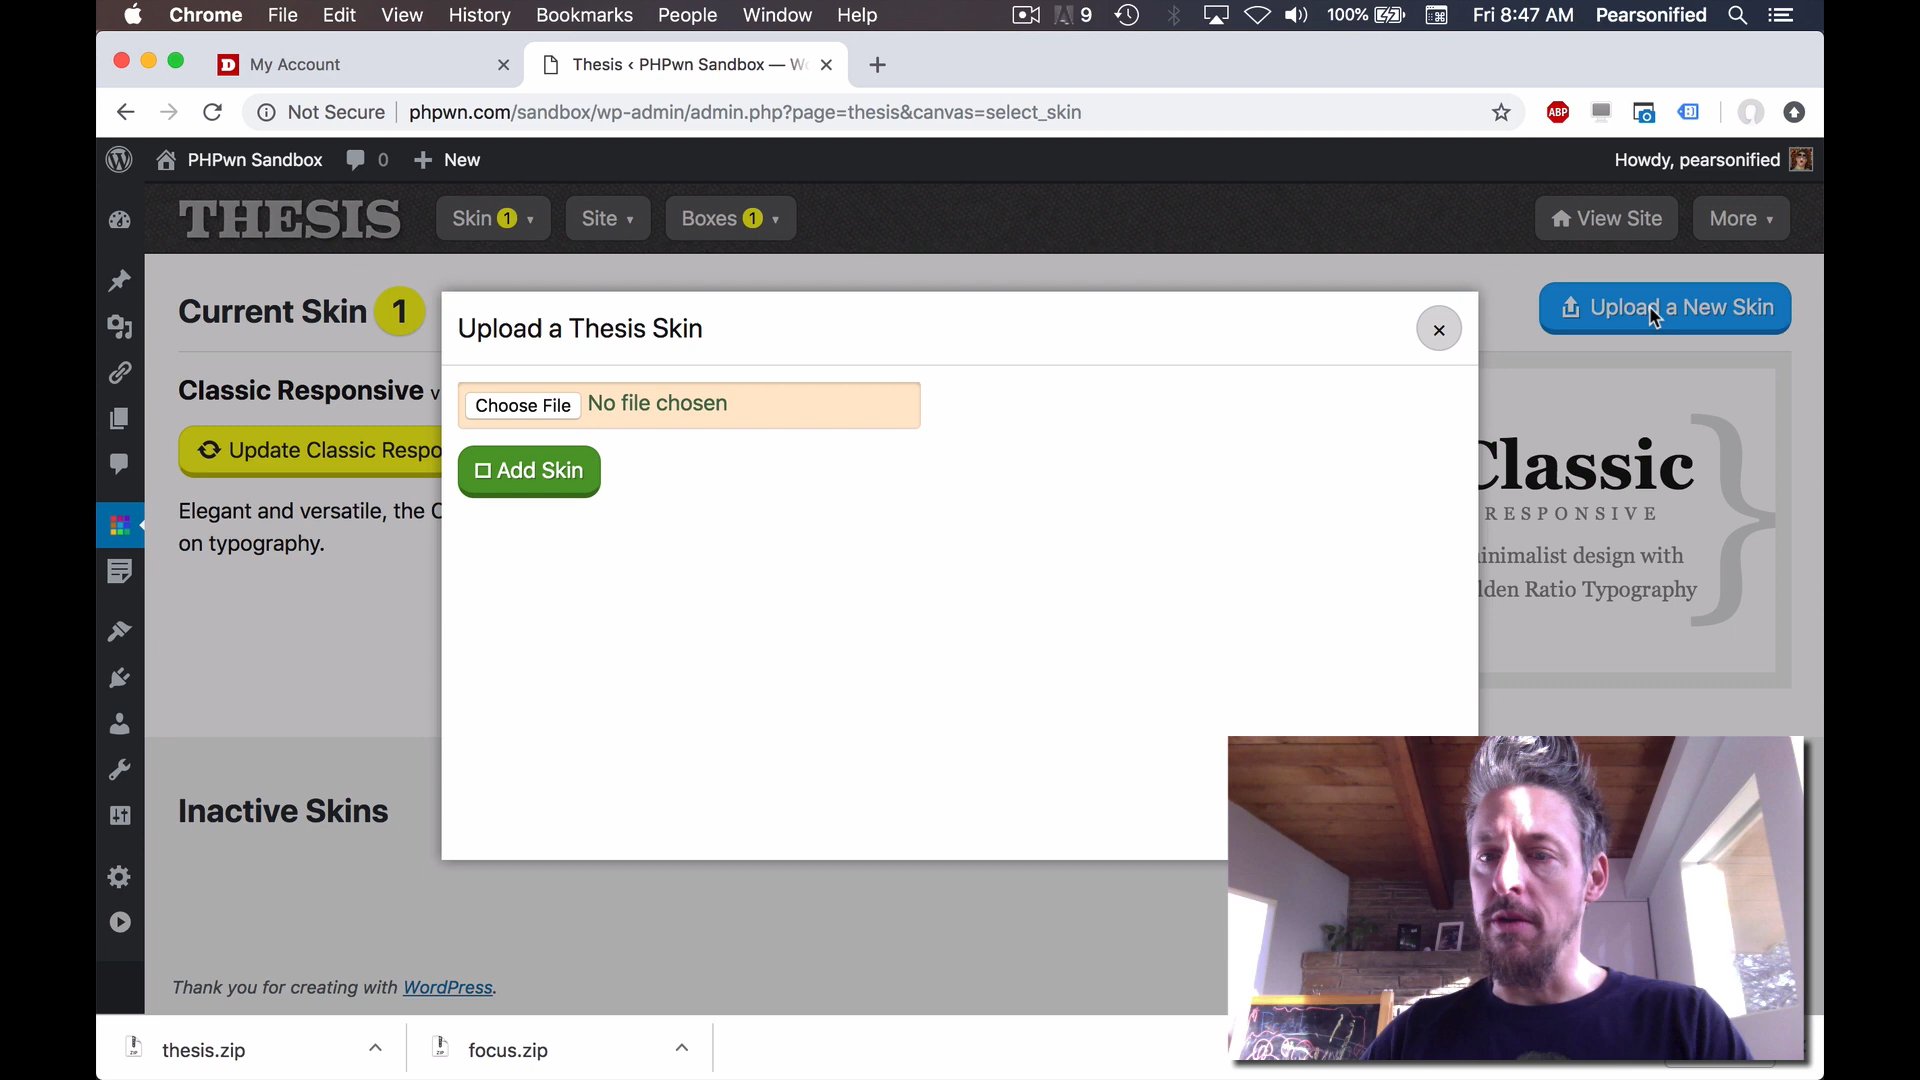 Chrome File Edit View History Bookmarks People Window Help 9 100% Fri 8:47 AM Pearsonified
D My Account Thesis ‹ PHPwn Sandbox — W
Not Secure phpwn.com/sandbox/wp-admin/admin.php?page=thesis&canvas=select_skin ABP
PHPwn Sandbox 0 New Howdy, pearsonified
THESIS Skin 1 Site Boxes 1 View Site More
Current Skin 1 Upload a New Skin
Upload a Thesis Skin
Classic Responsive v
Choose File No file chosen
Update Classic Respo
Add Skin
Classic
RESPONSIVE
Elegant and versatile, the C
on typography.
inimalist design with
lden Ratio Typography
}
Inactive Skins
Thank you for creating with WordPress.
thesis.zip focus.zip